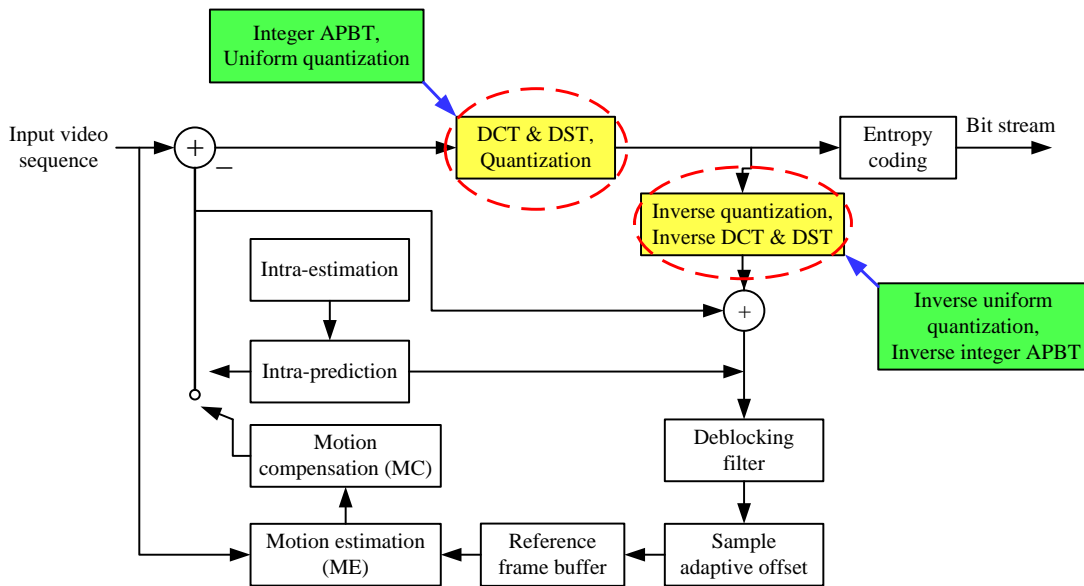 Integer APBT,
Uniform quantization
Input video
sequence
+
−
DCT & DST,
Quantization
Entropy
coding
Bit stream
Inverse quantization,
Inverse DCT & DST
Intra-estimation
+
Inverse uniform
quantization,
Inverse integer APBT
Intra-prediction
Motion
compensation (MC)
Deblocking
filter
Motion estimation
(ME)
Reference
frame buffer
Sample
adaptive offset